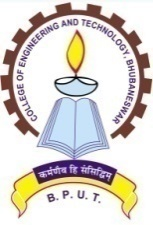 COLLEGE OF ENGINEERING AND TECHNOLOGY, BHUBANESWAR
कर्मणैव हि संसिद्धिम्
B. P. U. T.